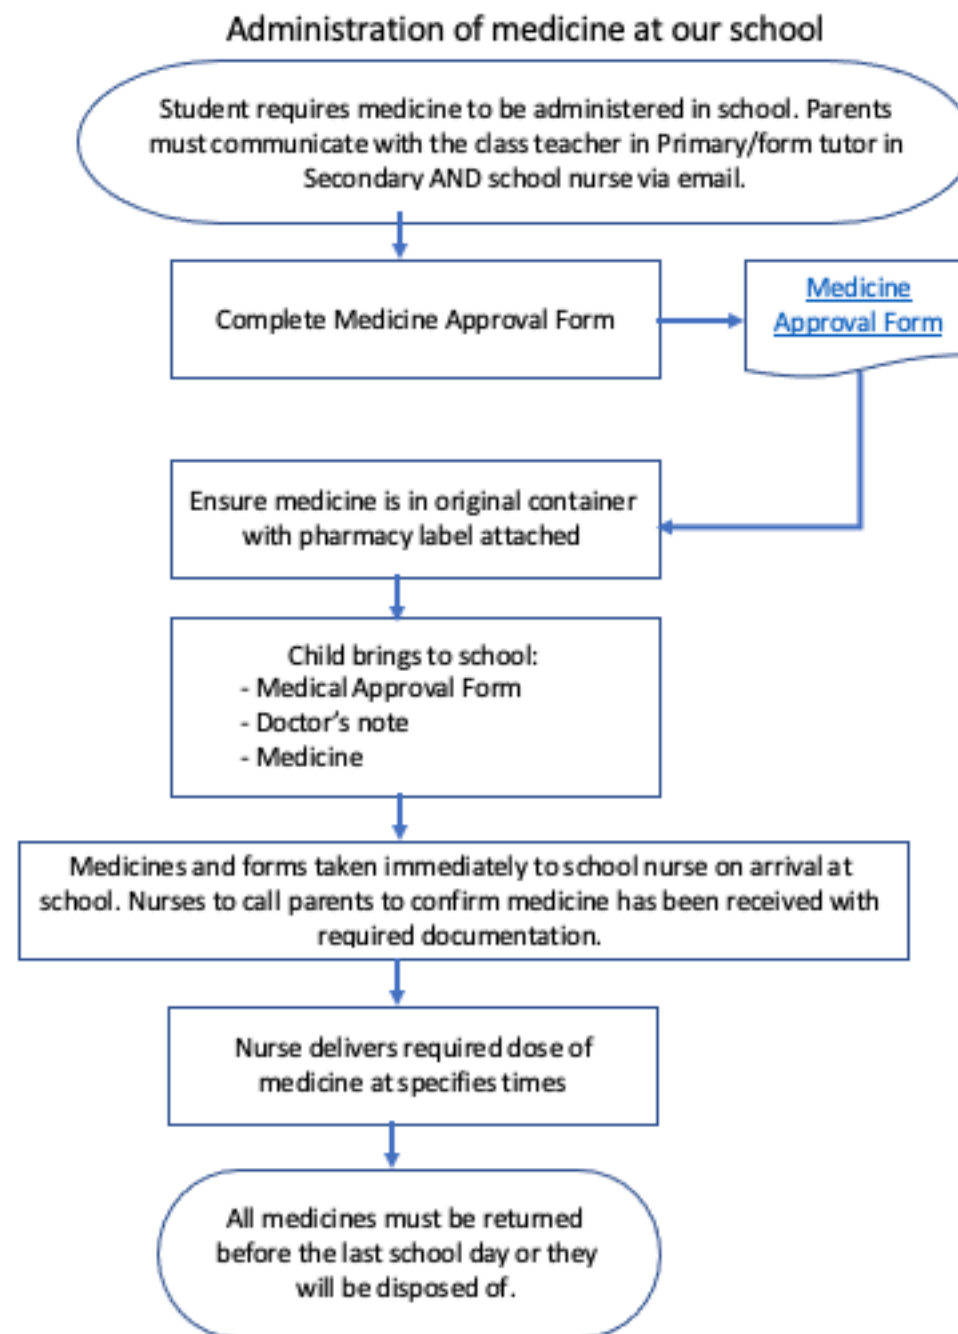 Administration of medicine at our school
Student requires medicine to be administered in school. Parents
must communicate with the class teacher in Primary/form tutor in
Secondary AND school nurse via email.
Complete Medicine Approval Form
Medicine
Approval Form
Ensure medicine is in original container
with pharmacy label attached
Child brings to school:
- Medical Approval Form
- Doctor's note
- Medicine
Medicines and forms taken immediately to school nurse on arrival at
school. Nurses to call parents to confirm medicine has been received with
required documentation.
Nurse delivers required dose of
medicine at specifies times
All medicines must be returned
before the last school day or they
will be disposed of.